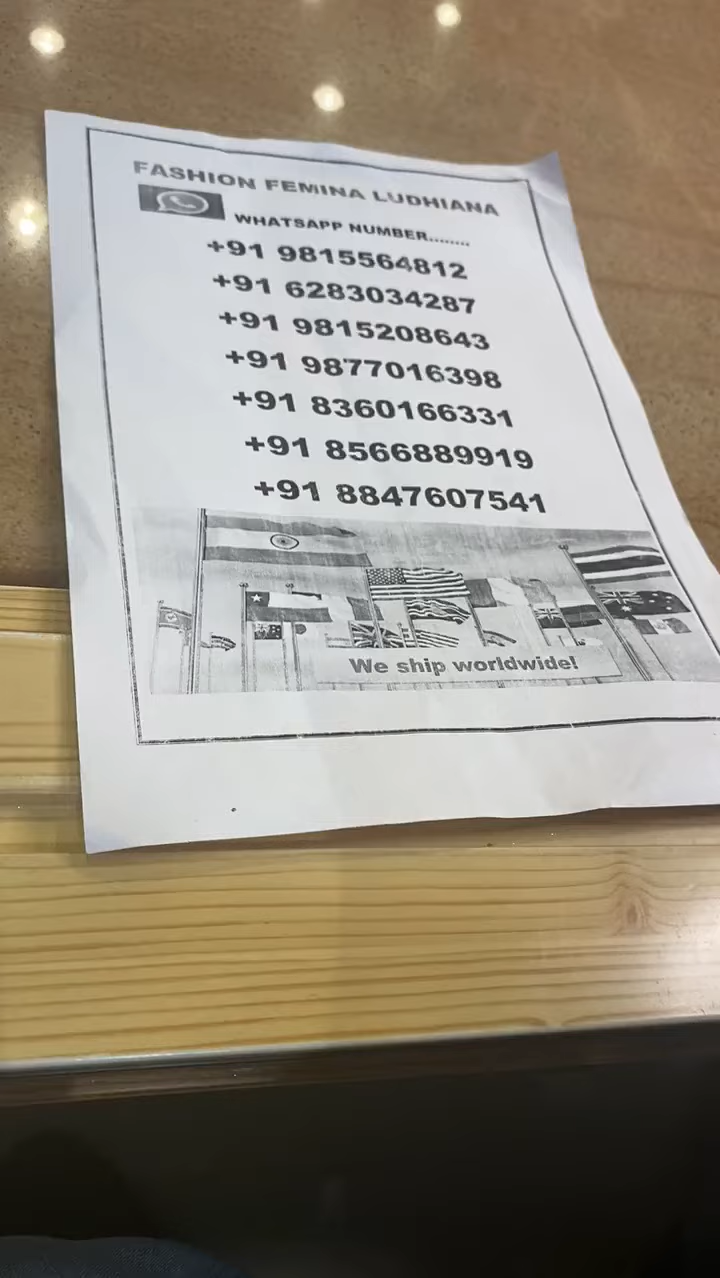 FASHION FEMINA LUDHIANA
WHATSAPP NUMBER........
+91 9815564812
+91 6283034287
+91 9815208643
+91 9877016398
+91 8360166331
+91 8566889919
+91 8847607541
We ship worldwide!